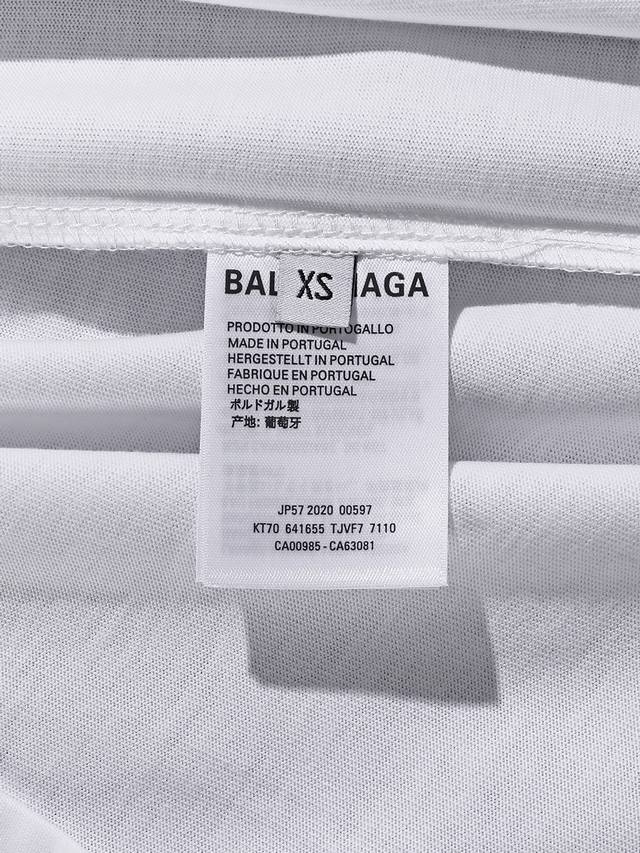 BAL XS IAGA
PRODOTTO IN PORTOGALLO
MADE IN PORTUGAL
HERGESTELLT IN PORTUGAL
FABRIQUE EN PORTUGAL
HECHO EN PORTUGAL
ポルトガル製
产地: 葡萄牙
JP57 2020 00597
KT70 641655 TJVF7 7110
CA00985 - CA63081